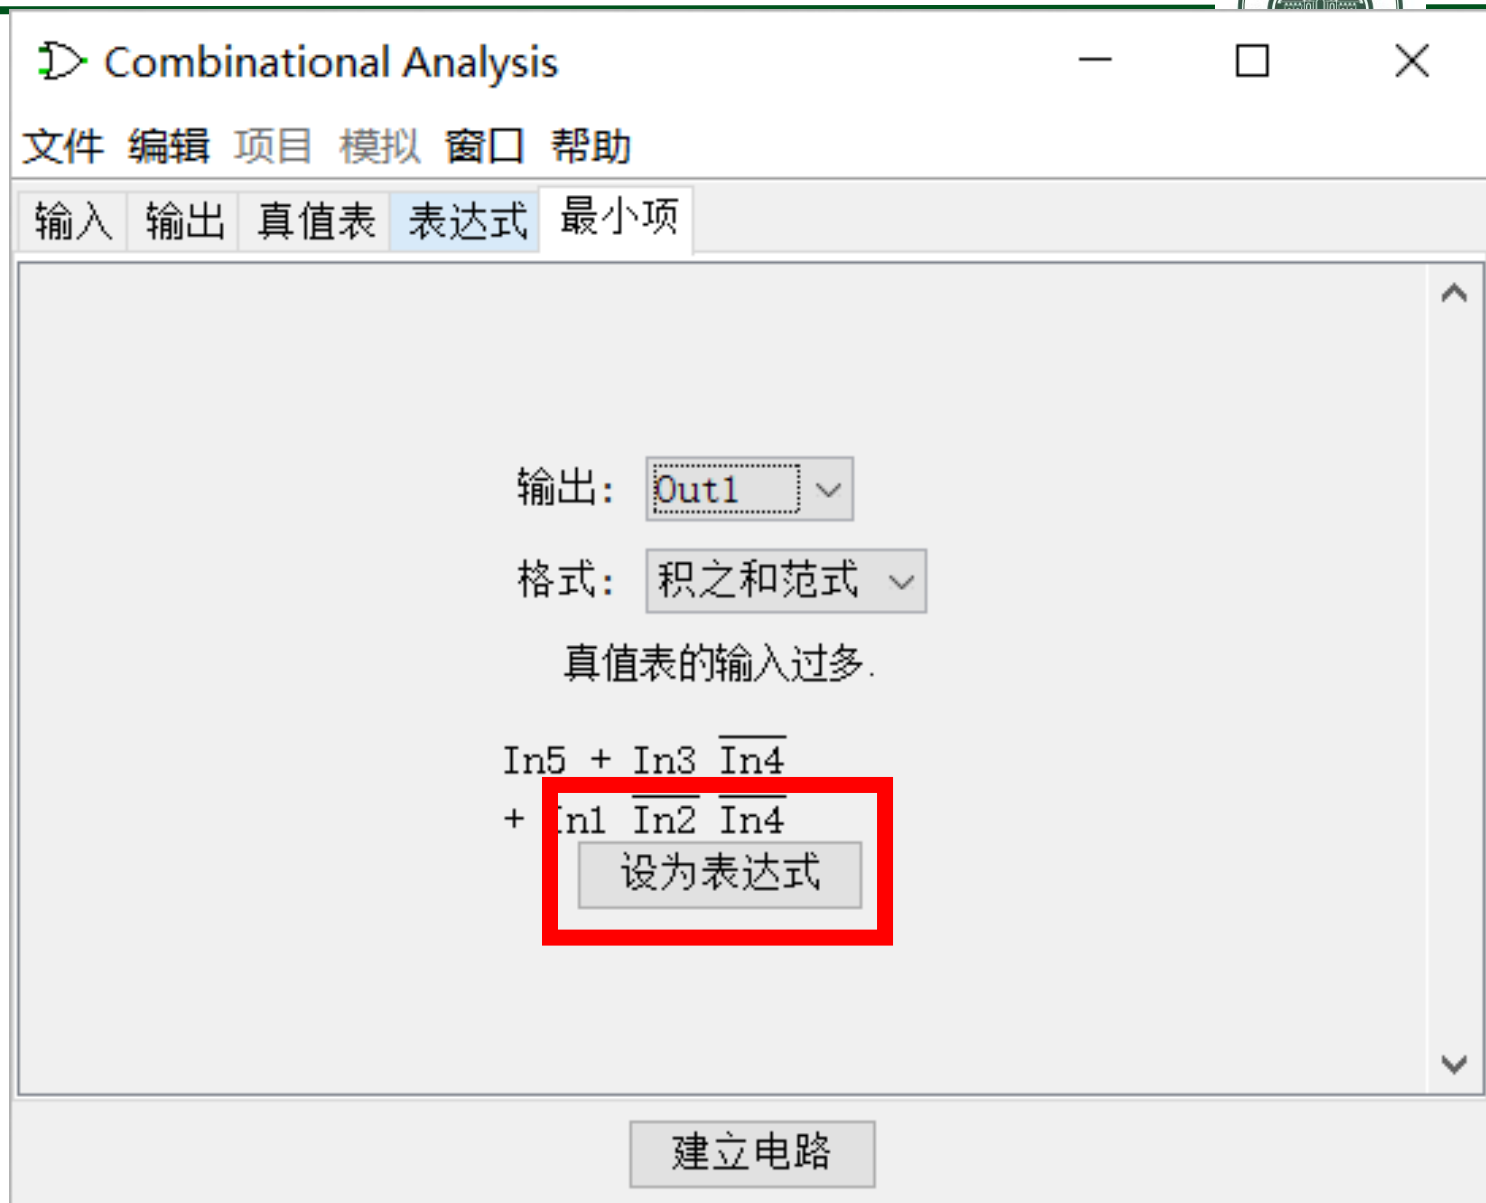 Combinational Analysis
文件 编辑 项目 模拟 窗口 帮助
输入 输出 真值表 表达式 最小项
输出: Out1
格式: 积之和范式
真值表的输入过多.
In5 + In3 I̅n̅4̅
+ In1 I̅n̅2̅ I̅n̅4̅
设为表达式
建立电路